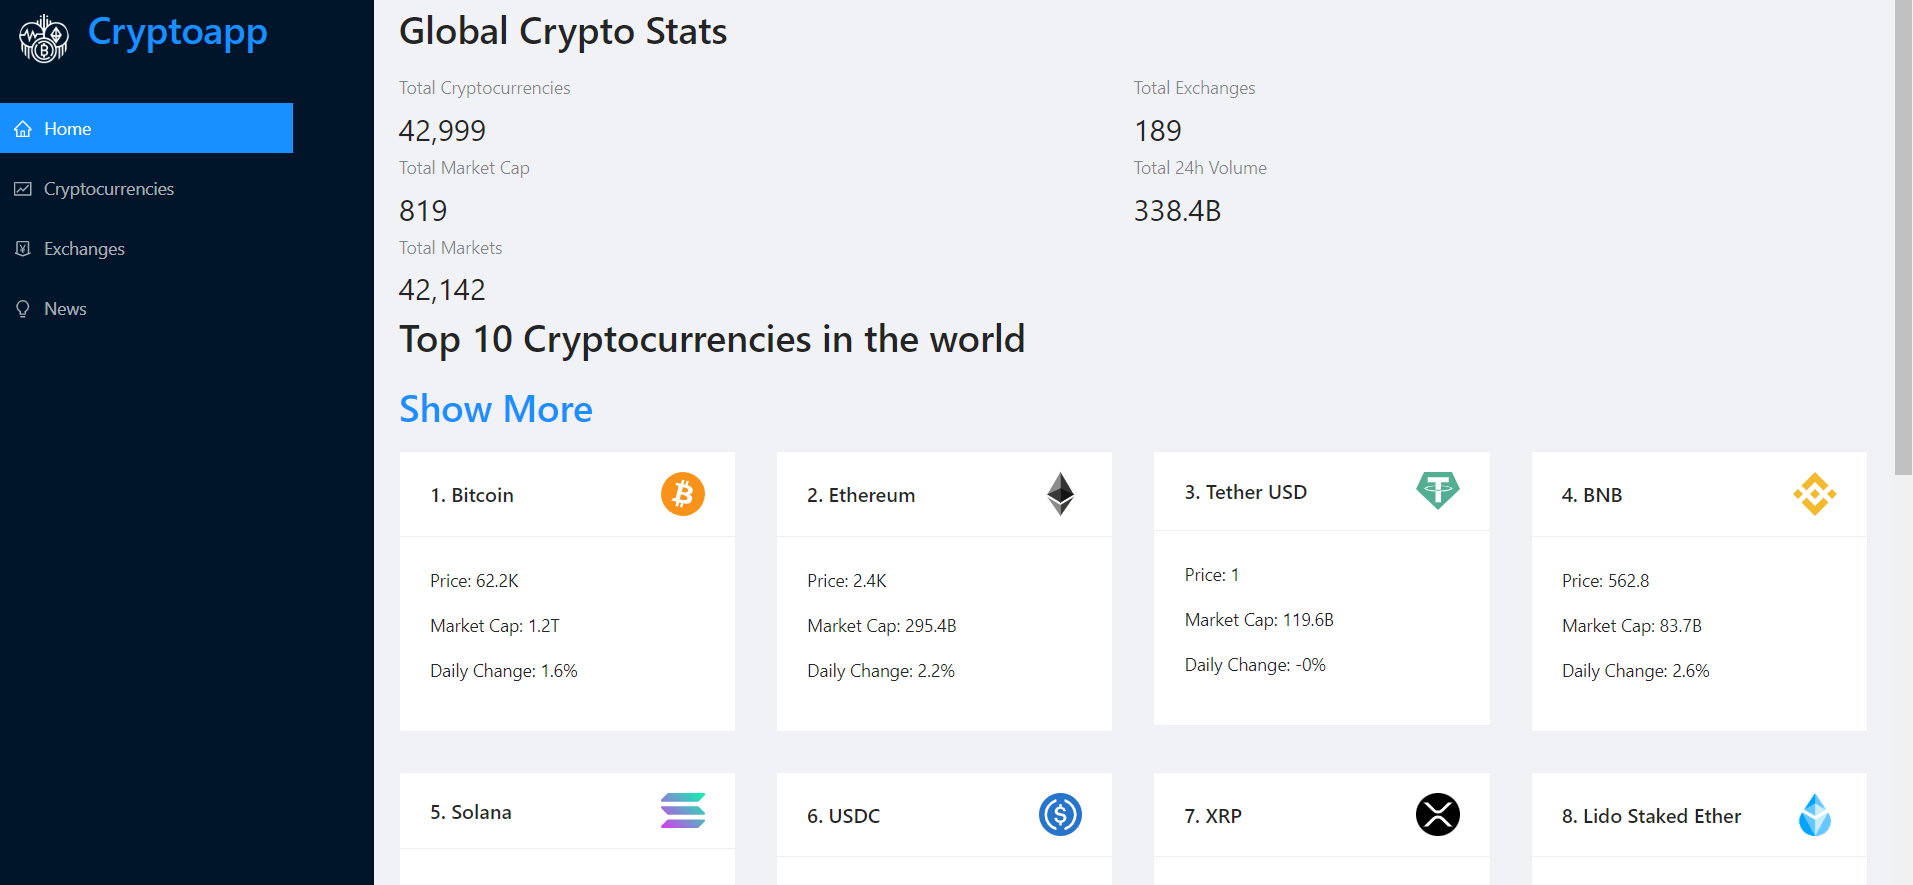 Cryptoapp
Home
Cryptocurrencies
Exchanges
News
Global Crypto Stats
Total Cryptocurrencies
42,999
Total Exchanges
189
Total Market Cap
819
Total 24h Volume
338.4B
Total Markets
42,142
Top 10 Cryptocurrencies in the world
Show More
1. Bitcoin
Price: 62.2K
Market Cap: 1.2T
Daily Change: 1.6%
2. Ethereum
Price: 2.4K
Market Cap: 295.4B
Daily Change: 2.2%
3. Tether USD
Price: 1
Market Cap: 119.6B
Daily Change: -0%
4. BNB
Price: 562.8
Market Cap: 83.7B
Daily Change: 2.6%
5. Solana
6. USDC
7. XRP
8. Lido Staked Ether